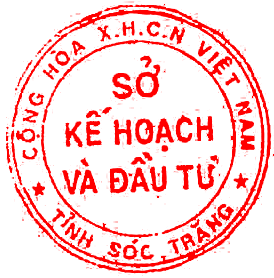 CỘNG HÒA X.H.C.N VIỆT NAM
SỞ
KẾ HOẠCH
VÀ ĐẦU TƯ
★ TỈNH SÓC TRĂNG ★